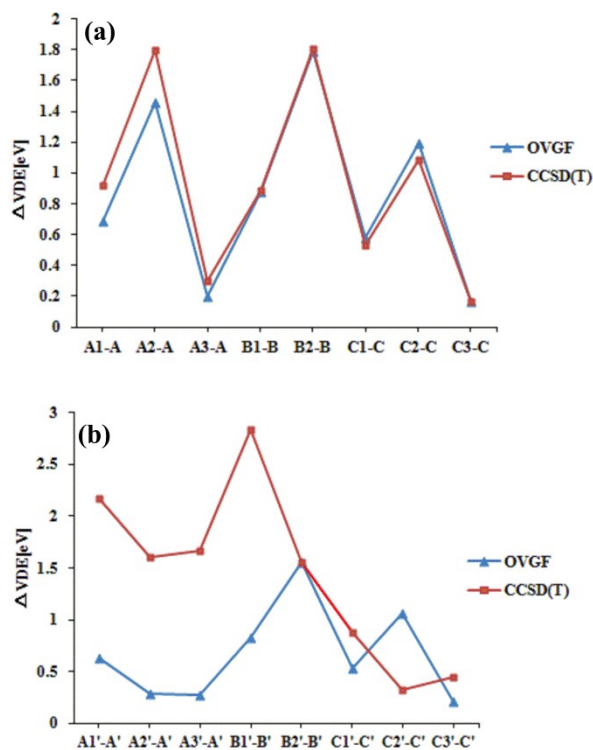 (a)
2
1.8
1.6
1.4
1.2
1
0.8
0.6
0.4
0.2
0
△VDE[eV]
A1-A A2-A A3-A B1-B B2-B C1-C C2-C C3-C
OVGF
CCSD(T)
(b)
3
2.5
2
1.5
1
0.5
0
△VDE[eV]
A1'-A' A2'-A' A3'-A' B1'-B' B2'-B' C1'-C' C2'-C' C3'-C'
OVGF
CCSD(T)